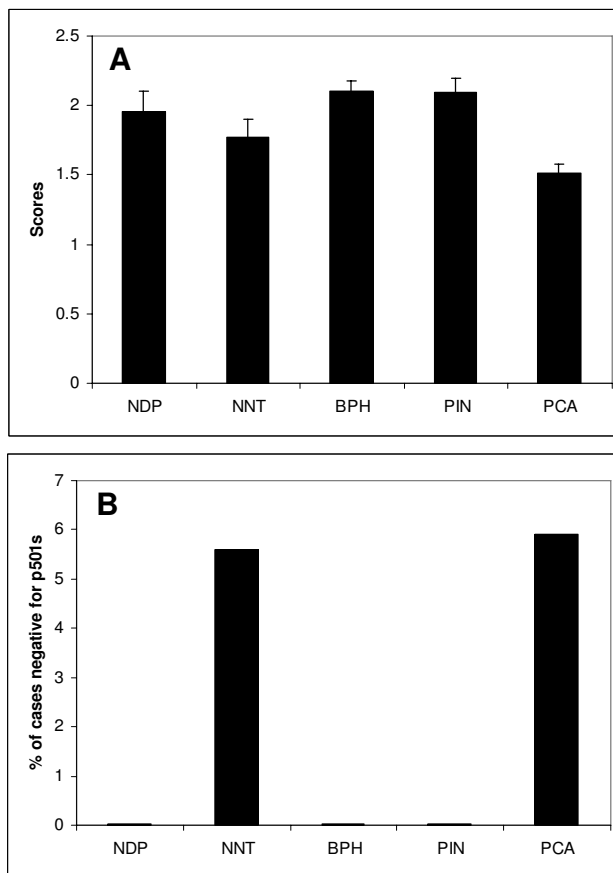 A
2.5
2
1.5
1
0.5
0
Scores
NDP NNT BPH PIN PCA
B
7
6
5
4
3
2
1
0
% of cases negative for p501s
NDP NNT BPH PIN PCA